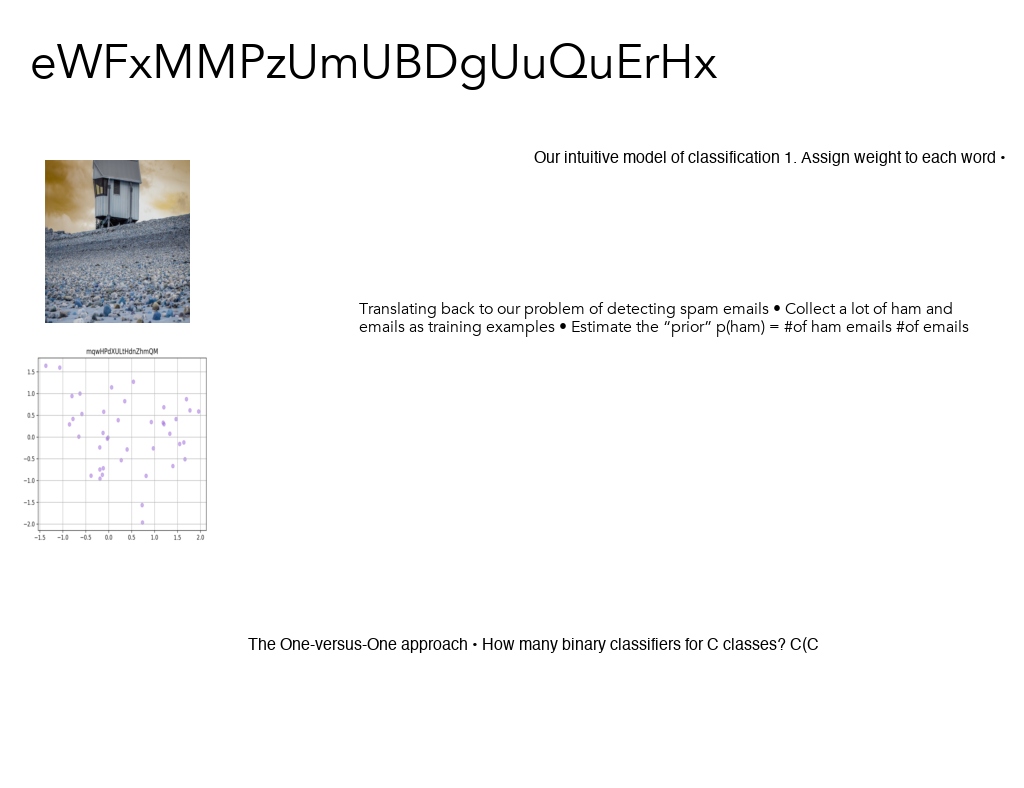 eWFxMMPzUmUBDgUuQuErHx
Our intuitive model of classification 1. Assign weight to each word •
Translating back to our problem of detecting spam emails • Collect a lot of ham and
emails as training examples • Estimate the “prior” p(ham) = #of ham emails #of emails
mqwHPdXULtHdnZhmQM
1.5
1.0
0.5
0.0
−0.5
−1.0
−1.5
−2.0
−1.5 −1.0 −0.5 0.0 0.5 1.0 1.5 2.0
The One-versus-One approach • How many binary classifiers for C classes? C(C